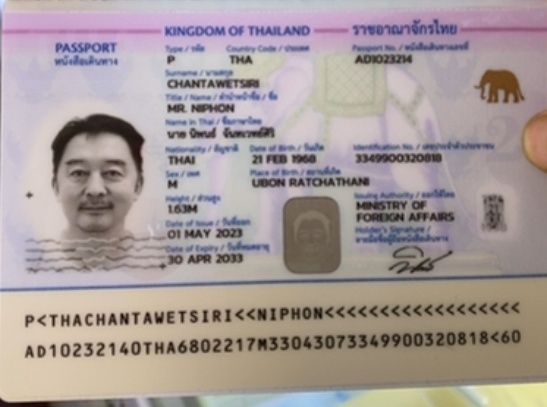 KINGDOM OF THAILAND ราชอาณาจักรไทย
PASSPORT
หนังสือเดินทาง
Type / รหัส Country Code / ประเทศ Passport No. / หนังสือเดินทางเลขที่
P THA AD1023214
Surname / นามสกุล
CHANTAWETSIRI
Title / Name / คำนำหน้าชื่อ / ชื่อ
MR. NIPHON
Name in Thai / ชื่อภาษาไทย
นาย นิพนธ์ จันทเวทย์ศิริ
Nationality / สัญชาติ Date of Birth / วันเกิด Identification No. / เลขประจำตัวประชาชน
THAI 21 FEB 1968 3349900320818
Sex / เพศ Place of Birth / สถานที่เกิด
M UBON RATCHATHANI
Height / ส่วนสูง Issuing Authority / ออกให้โดย
1.63M MINISTRY OF
FOREIGN AFFAIRS
Date of Issue / วันที่ออก Holder's Signature /
01 MAY 2023 ลายมือชื่อผู้ถือหนังสือเดินทาง
Date of Expiry / วันที่หมดอายุ
30 APR 2033
P<THACHANTAWETSIRI<<NIPHON<<<<<<<<<<<<<<<<<<
AD10232140THA6802217M33043073349900320818<60